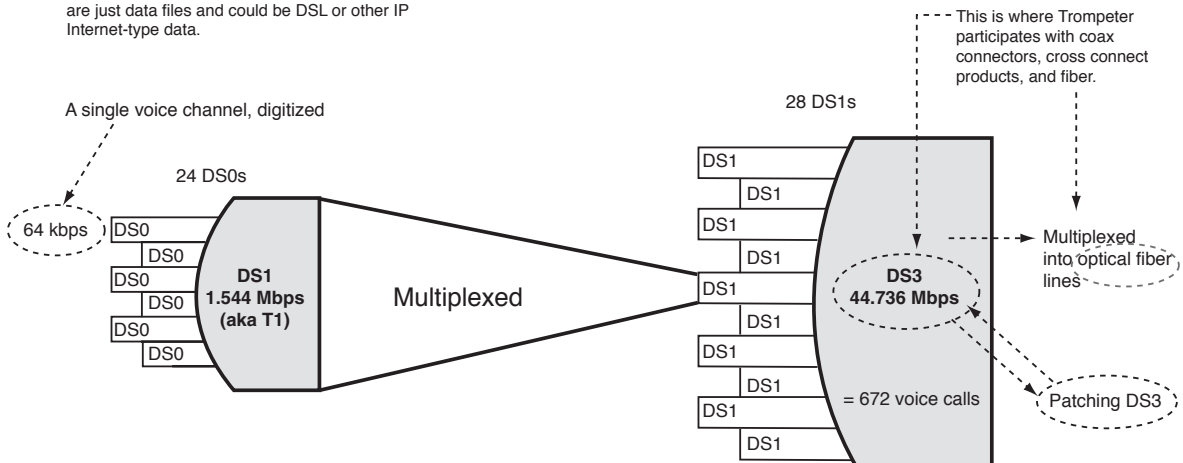 are just data files and could be DSL or other IP
Internet-type data.
This is where Trompeter
participates with coax
connectors, cross connect
products, and fiber.
A single voice channel, digitized
28 DS1s
24 DS0s
64 kbps
DS0
DS0
DS0
DS0
DS0
DS0
DS1
1.544 Mbps
(aka T1)
Multiplexed
DS1
DS1
DS1
DS1
DS1
DS1
DS1
DS1
DS1
DS1
DS3
44.736 Mbps
= 672 voice calls
Multiplexed
into optical fiber
lines
Patching DS3